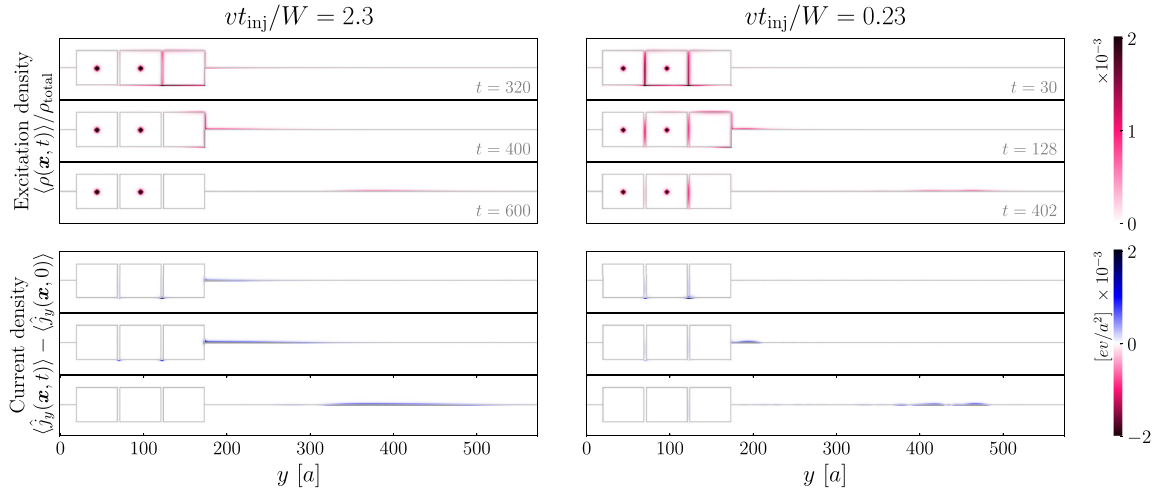 vt_inj/W = 2.3
vt_inj/W = 0.23
Excitation density
⟨ρ(x, t)⟩/ρ_total
t = 320
t = 400
t = 600
t = 30
t = 128
t = 402
×10⁻³
2
1
0
Current density
⟨ĵ_y(x, t)⟩ − ⟨ĵ_y(x, 0)⟩
[ev/a²] × 10⁻³
2
0
−2
0 100 200 300 400 500
y [a]
0 100 200 300 400 500
y [a]